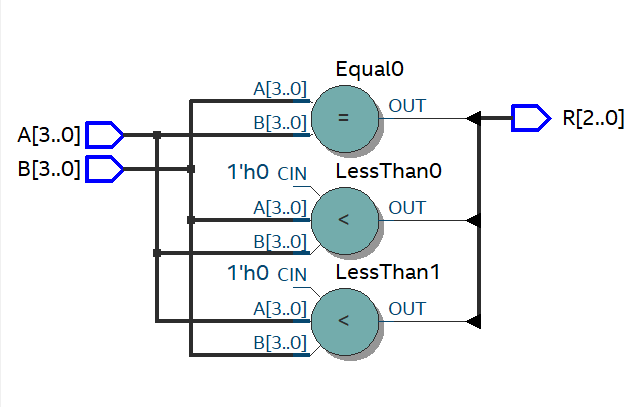 Equal0
A[3..0]
B[3..0]
=
OUT
A[3..0]
B[3..0]
R[2..0]
LessThan0
1'h0 CIN
A[3..0]
B[3..0]
<
OUT
LessThan1
1'h0 CIN
A[3..0]
B[3..0]
<
OUT